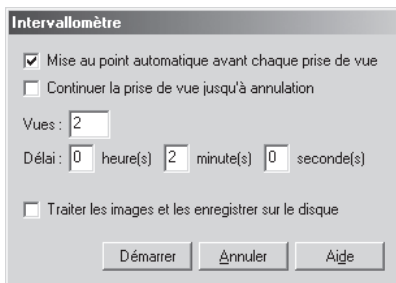 Intervallomètre
Mise au point automatique avant chaque prise de vue
Continuer la prise de vue jusqu'à annulation
Vues : 2
Délai : 0 heure(s) 2 minute(s) 0 seconde(s)
Traiter les images et les enregistrer sur le disque
Démarrer Annuler Aide